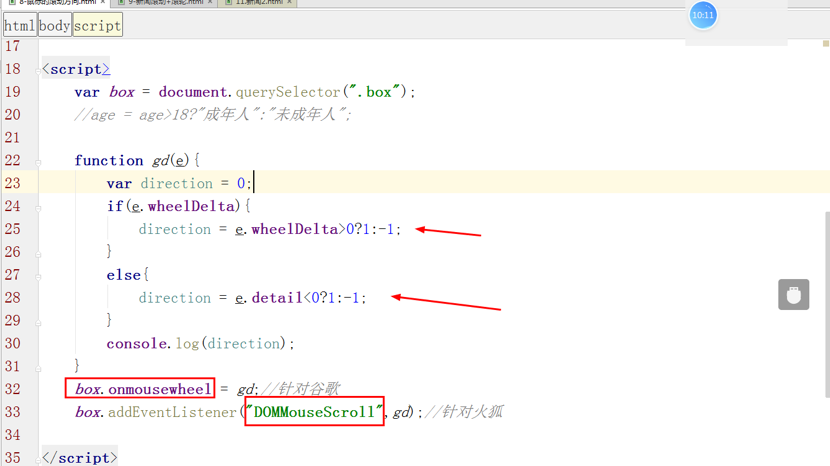 8-鼠标的滚动方向.html × 9-新闻滚动+滚轮.html × 11.新闻2.html ×
10:11
html body script
17
18 <script>
19 var box = document.querySelector(".box");
20 //age = age>18?"成年人":"未成年人";
21
22 function gd(e){
23 var direction = 0;
24 if(e.wheelDelta){
25 direction = e.wheelDelta>0?1:-1;
26 }
27 else{
28 direction = e.detail<0?1:-1;
29 }
30 console.log(direction);
31 }
32 box.onmousewheel = gd;//针对谷歌
33 box.addEventListener("DOMMouseScroll",gd);//针对火狐
34
35 </script>